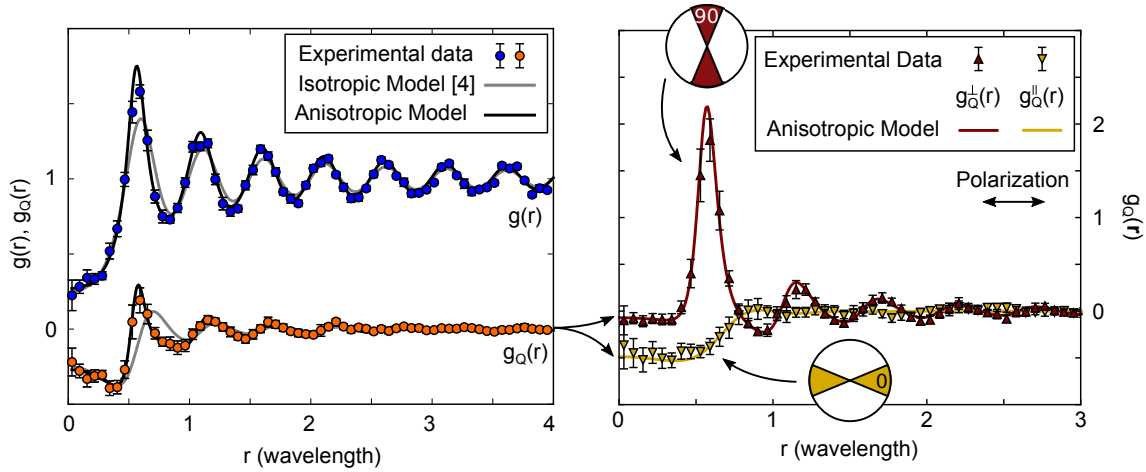 Experimental data
Isotropic Model [4]
Anisotropic Model
g(r), g_Q(r)
1
0
g(r)
g_Q(r)
0 1 2 3 4
r (wavelength)
90
Experimental Data
g_Q^⊥(r) g_Q^||(r)
Anisotropic Model
Polarization
2
1
0
g_Q(r)
0
0 1 2 3
r (wavelength)